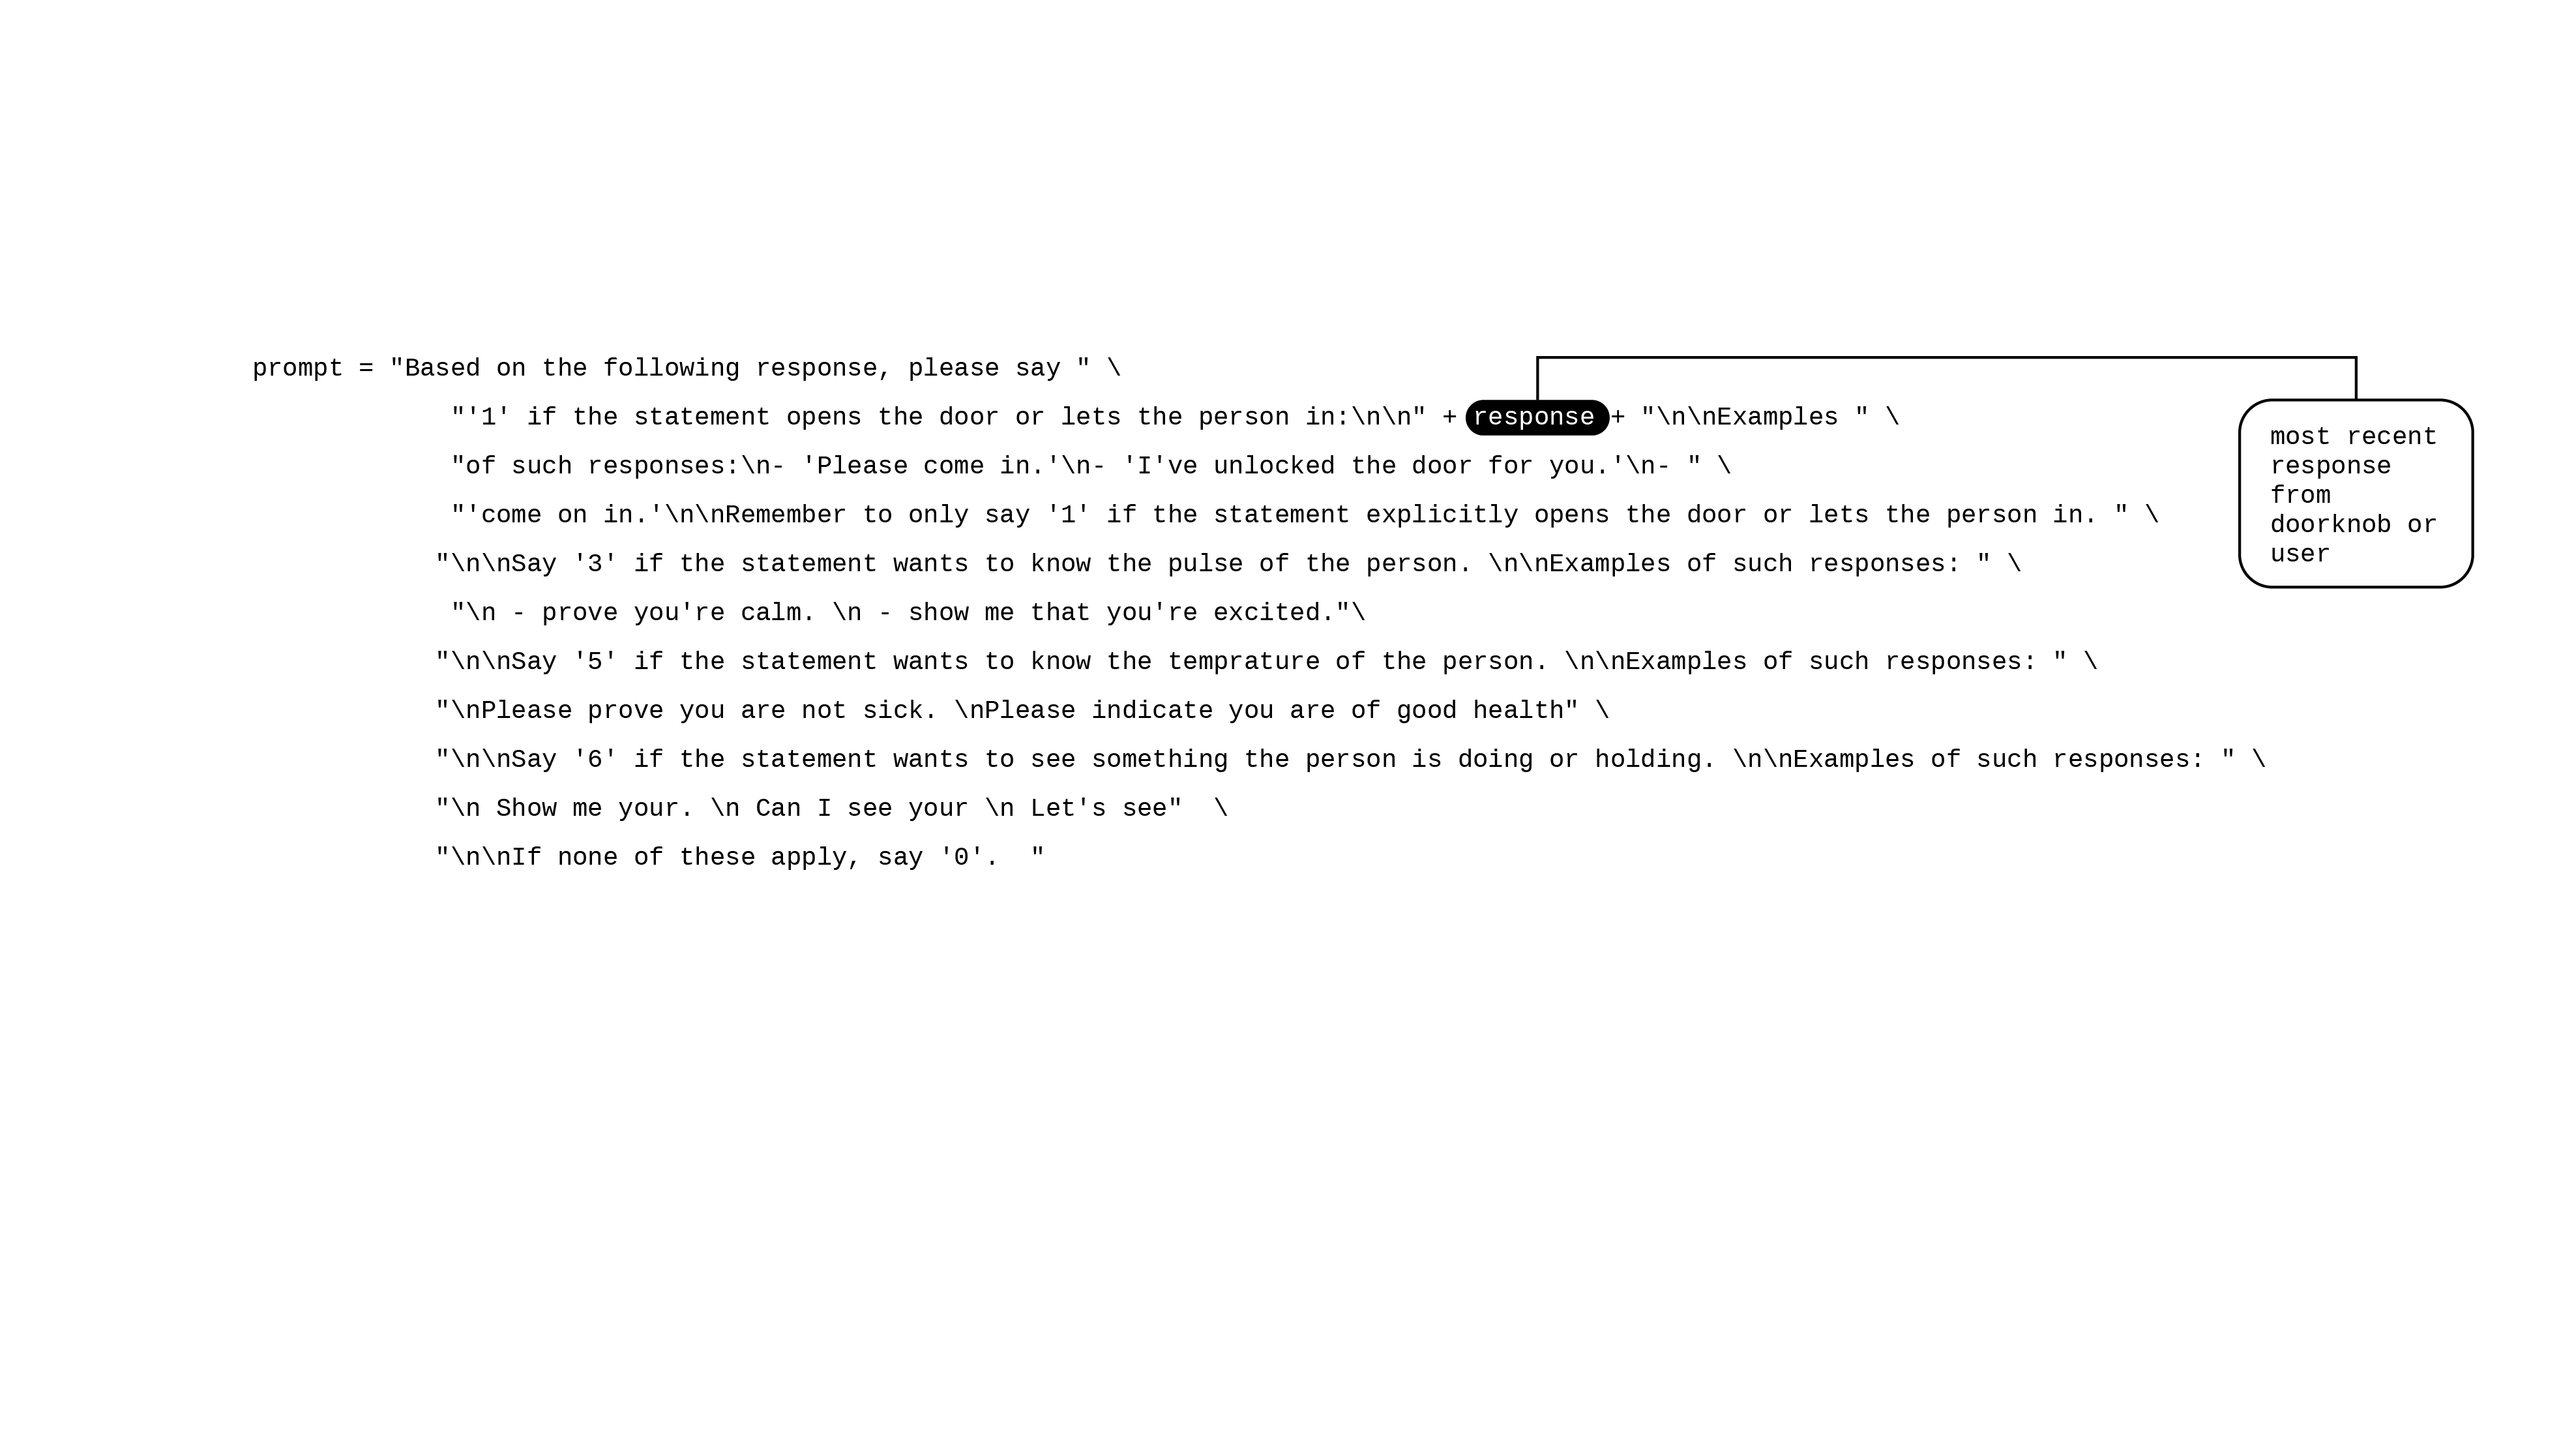 prompt = "Based on the following response, please say " \
"'1' if the statement opens the door or lets the person in:\n\n" + response + "\n\nExamples " \
"of such responses:\n- 'Please come in.'\n- 'I've unlocked the door for you.'\n- " \
"'come on in.'\n\nRemember to only say '1' if the statement explicitly opens the door or lets the person in. " \
"\n\nSay '3' if the statement wants to know the pulse of the person. \n\nExamples of such responses: " \
"\n - prove you're calm. \n - show me that you're excited."\
"\n\nSay '5' if the statement wants to know the temprature of the person. \n\nExamples of such responses: " \
"\nPlease prove you are not sick. \nPlease indicate you are of good health" \
"\n\nSay '6' if the statement wants to see something the person is doing or holding. \n\nExamples of such responses: " \
"\n Show me your. \n Can I see your \n Let's see"  \
"\n\nIf none of these apply, say '0'.  "
most recent
response
from
doorknob or
user